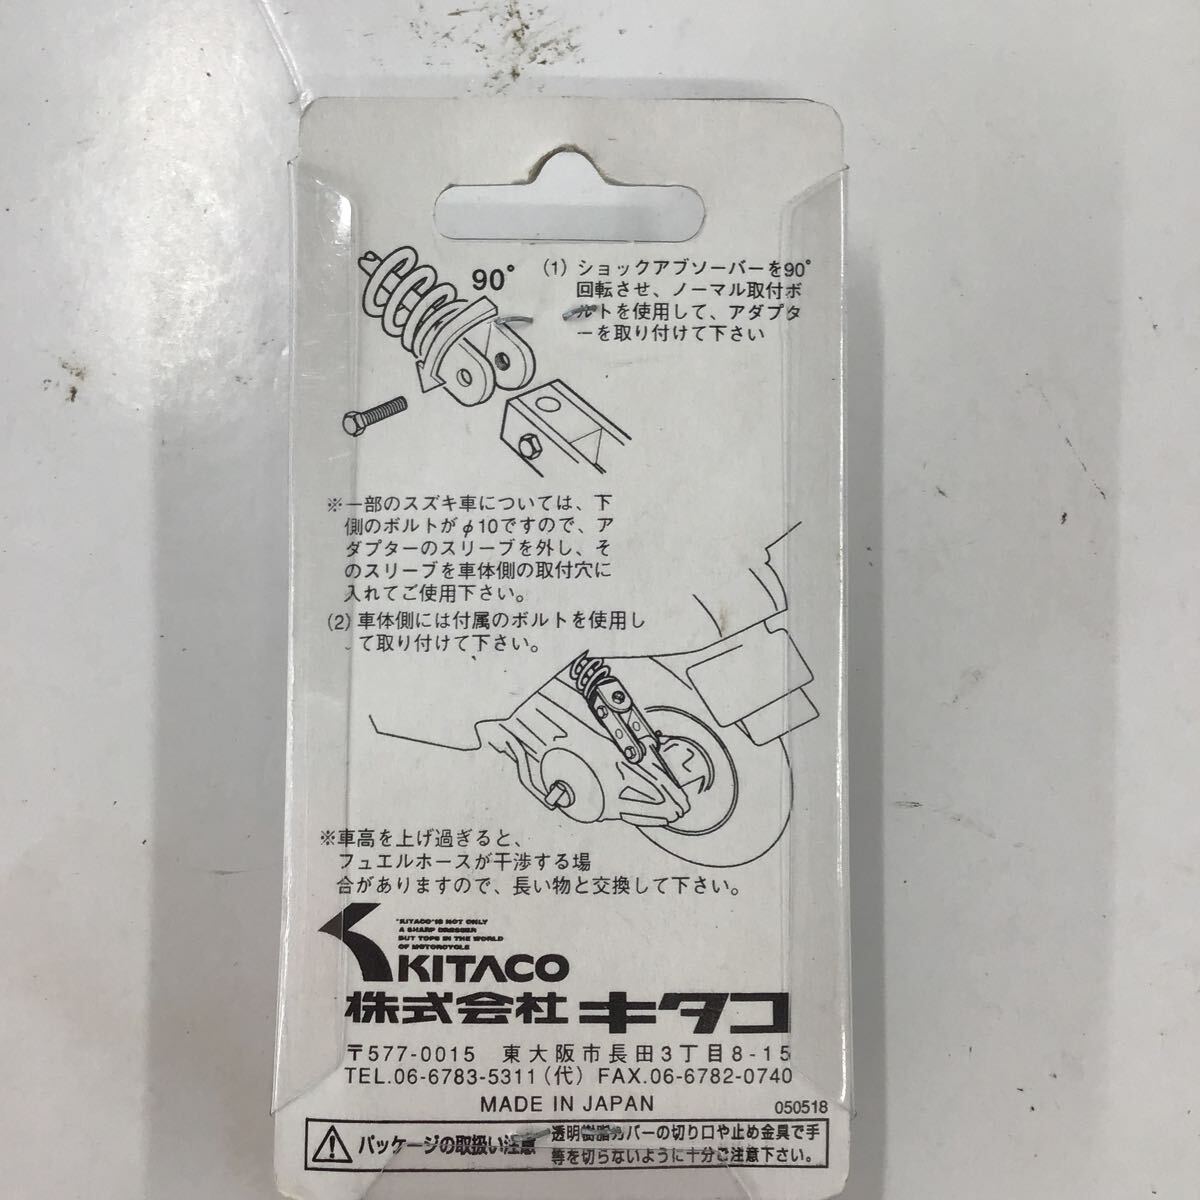 90°
(1) ショックアブソーバーを90°
回転させ、ノーマル取付ボ
ルトを使用して、アダプタ
ーを取り付けて下さい
※一部のスズキ車については、下
側のボルトがφ10ですので、ア
ダプターのスリーブを外し、そ
のスリーブを車体側の取付穴に
入れてご使用下さい。
(2) 車体側には付属のボルトを使用し
て取り付けて下さい。
※車高を上げ過ぎると、
フュエルホースが干渉する場
合がありますので、長い物と交換して下さい。
"KITACO" IS NOT ONLY
A SHARP DRESSER
BUT TOPS IN THE WORLD
OF MOTORCYCLE
KITACO
株式会社 キタコ
〒577-0015 東大阪市長田3丁目8-15
TEL.06-6783-5311(代) FAX.06-6782-0740
MADE IN JAPAN
050518
パッケージの取扱い注意
透明樹脂カバーの切り口や止め金具で手
等を切らないように十分ご注意下さい。